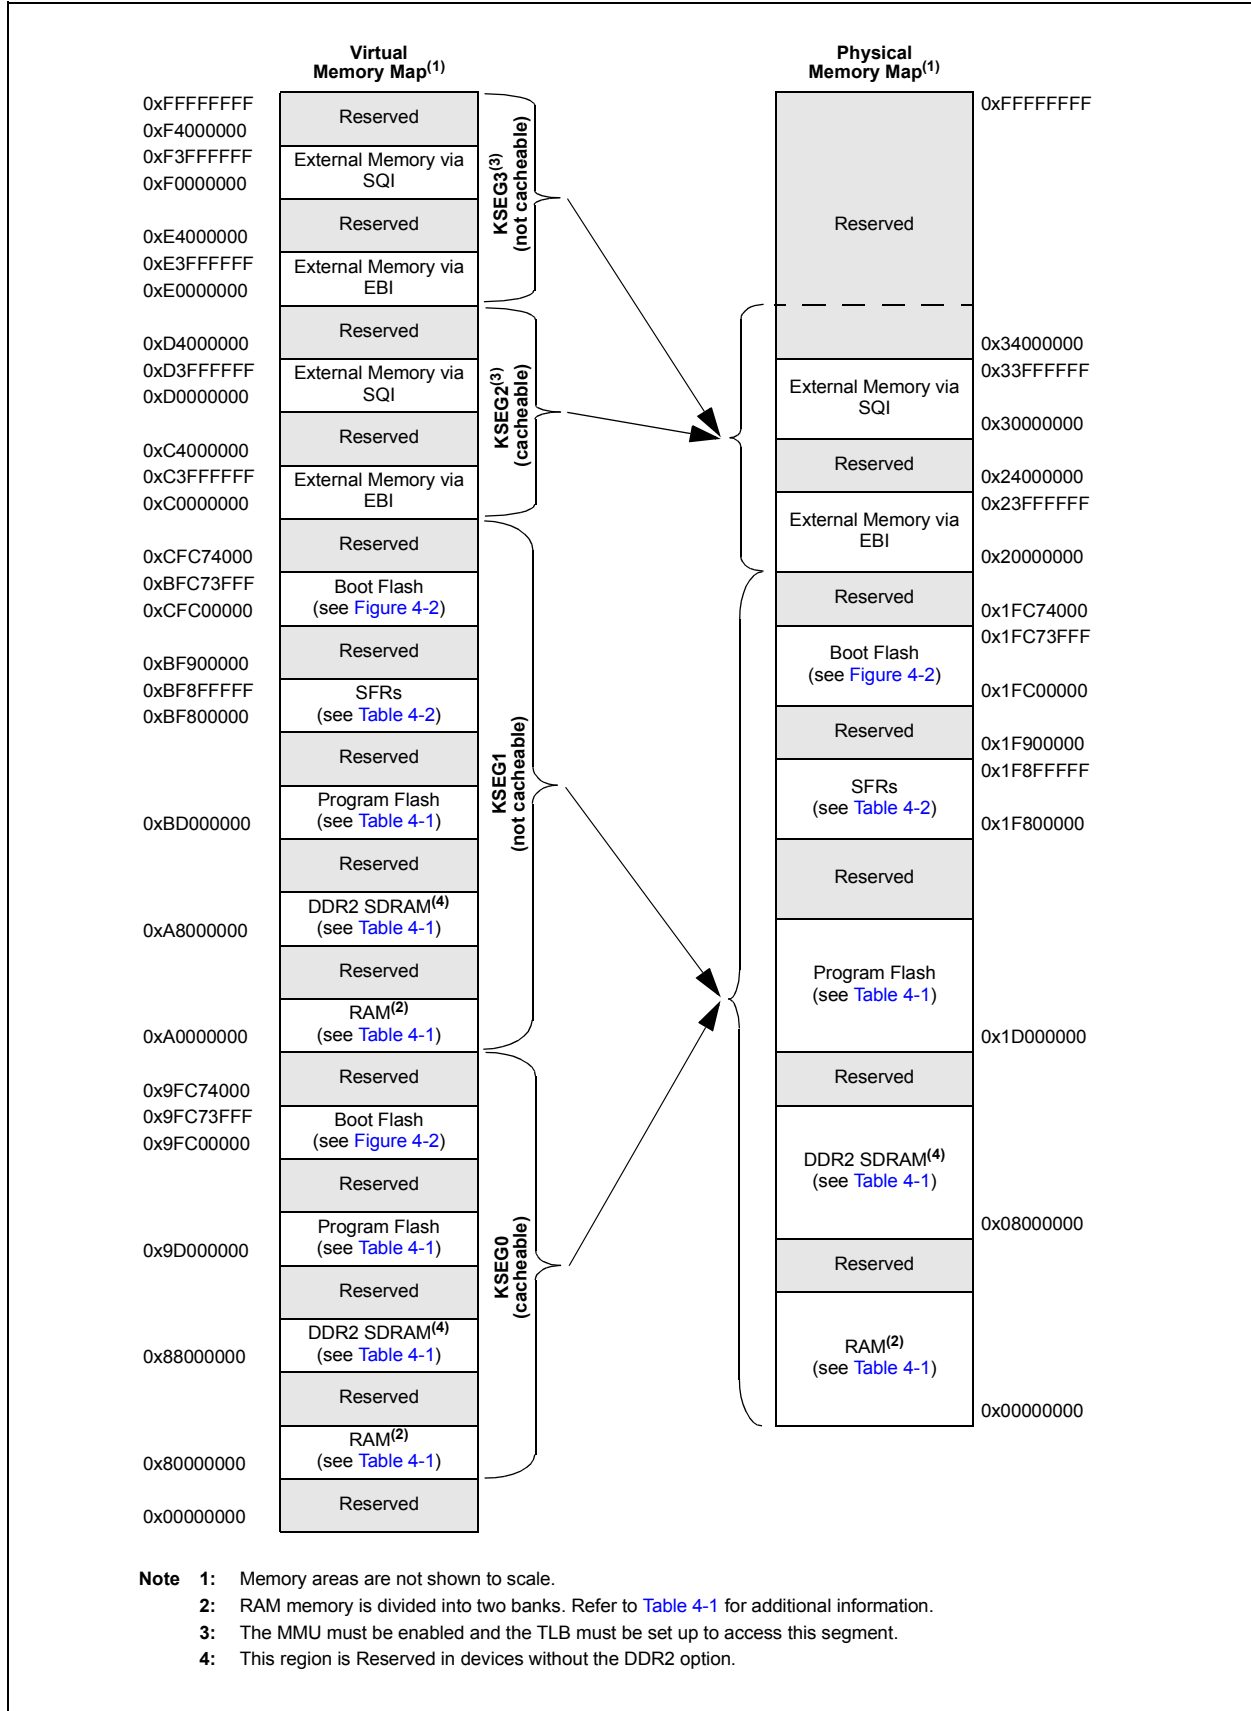 Virtual
Memory Map(1)
0xFFFFFFFF
Reserved
0xF4000000
0xF3FFFFFF
External Memory via
SQI
0xF0000000
Reserved
0xE4000000
0xE3FFFFFF
External Memory via
EBI
0xE0000000
KSEG3(3)
(not cacheable)
Reserved
0xD4000000
0xD3FFFFFF
External Memory via
SQI
0xD0000000
Reserved
0xC4000000
0xC3FFFFFF
External Memory via
EBI
0xC0000000
KSEG2(3)
(cacheable)
Reserved
0xCFC74000
0xBFC73FFF
Boot Flash
(see Figure 4-2)
0xCFC00000
Reserved
0xBF900000
0xBF8FFFFF
SFRs
(see Table 4-2)
0xBF800000
Reserved
Program Flash
(see Table 4-1)
0xBD000000
Reserved
DDR2 SDRAM(4)
(see Table 4-1)
0xA8000000
Reserved
RAM(2)
(see Table 4-1)
0xA0000000
KSEG1
(not cacheable)
Reserved
0x9FC74000
0x9FC73FFF
Boot Flash
(see Figure 4-2)
0x9FC00000
Reserved
Program Flash
(see Table 4-1)
0x9D000000
Reserved
DDR2 SDRAM(4)
(see Table 4-1)
0x88000000
Reserved
RAM(2)
(see Table 4-1)
0x80000000
KSEG0
(cacheable)
Reserved
0x00000000
Physical
Memory Map(1)
0xFFFFFFFF
Reserved
0x34000000
0x33FFFFFF
External Memory via
SQI
0x30000000
Reserved
0x24000000
0x23FFFFFF
External Memory via
EBI
0x20000000
Reserved
0x1FC74000
0x1FC73FFF
Boot Flash
(see Figure 4-2)
0x1FC00000
Reserved
0x1F900000
0x1F8FFFFF
SFRs
(see Table 4-2)
0x1F800000
Reserved
Program Flash
(see Table 4-1)
0x1D000000
Reserved
DDR2 SDRAM(4)
(see Table 4-1)
0x08000000
Reserved
RAM(2)
(see Table 4-1)
0x00000000
Note 1: Memory areas are not shown to scale.
2: RAM memory is divided into two banks. Refer to Table 4-1 for additional information.
3: The MMU must be enabled and the TLB must be set up to access this segment.
4: This region is Reserved in devices without the DDR2 option.